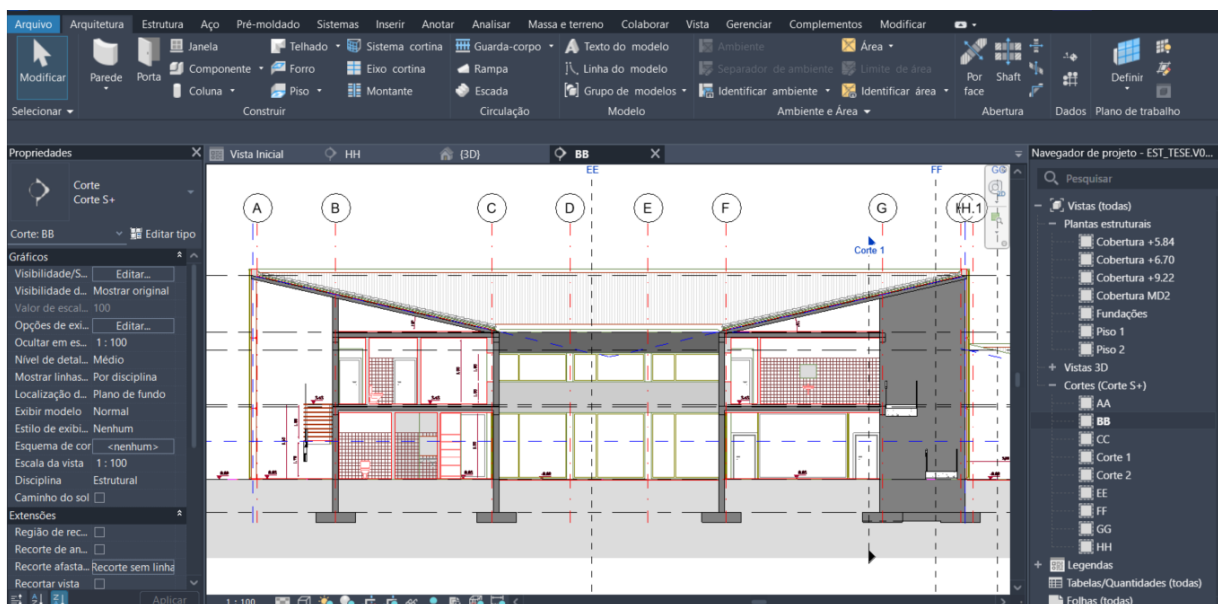 Arquivo Arquitetura Estrutura Aço Pré-moldado Sistemas Inserir Anotar Analisar Massa e terreno Colaborar Vista Gerenciar Complementos Modificar
Modificar
Parede
Porta
Janela
Componente
Coluna
Telhado
Forro
Piso
Sistema cortina
Eixo cortina
Montante
Guarda-corpo
Rampa
Escada
Texto do modelo
Linha do modelo
Grupo de modelos
Ambiente
Separador de ambiente
Identificar ambiente
Área
Limite de área
Identificar área
Por face
Shaft
Definir
Selecionar Construir Circulação Modelo Ambiente e Área Abertura Dados Plano de trabalho
Propriedades
Vista Inicial HH {3D} BB
Navegador de projeto - EST_TESE.V0...
Corte
Corte S+
Corte: BB Editar tipo
Gráficos
Visibilidade/S... Editar...
Visibilidade d... Mostrar original
Valor de escal... 100
Opções de exi... Editar...
Ocultar em es... 1 : 100
Nível de detal... Médio
Mostrar linhas... Por disciplina
Localização d... Plano de fundo
Exibir modelo Normal
Estilo de exibi... Nenhum
Esquema de cor <nenhum>
Escala da vista 1 : 100
Disciplina Estrutural
Caminho do sol
Extensões
Região de rec...
Recorte de an...
Recorte afasta... Recorte sem linha
Recortar vista
Aplicar
EE FF GG
A B C D E F G HH.1
Corte 1
1 : 100
Pesquisar
Vistas (todas)
Plantas estruturais
Cobertura +5.84
Cobertura +6.70
Cobertura +9.22
Cobertura MD2
Fundações
Piso 1
Piso 2
Vistas 3D
Cortes (Corte S+)
AA
BB
CC
Corte 1
Corte 2
EE
FF
GG
HH
Legendas
Tabelas/Quantidades (todas)
Folhas (todas)